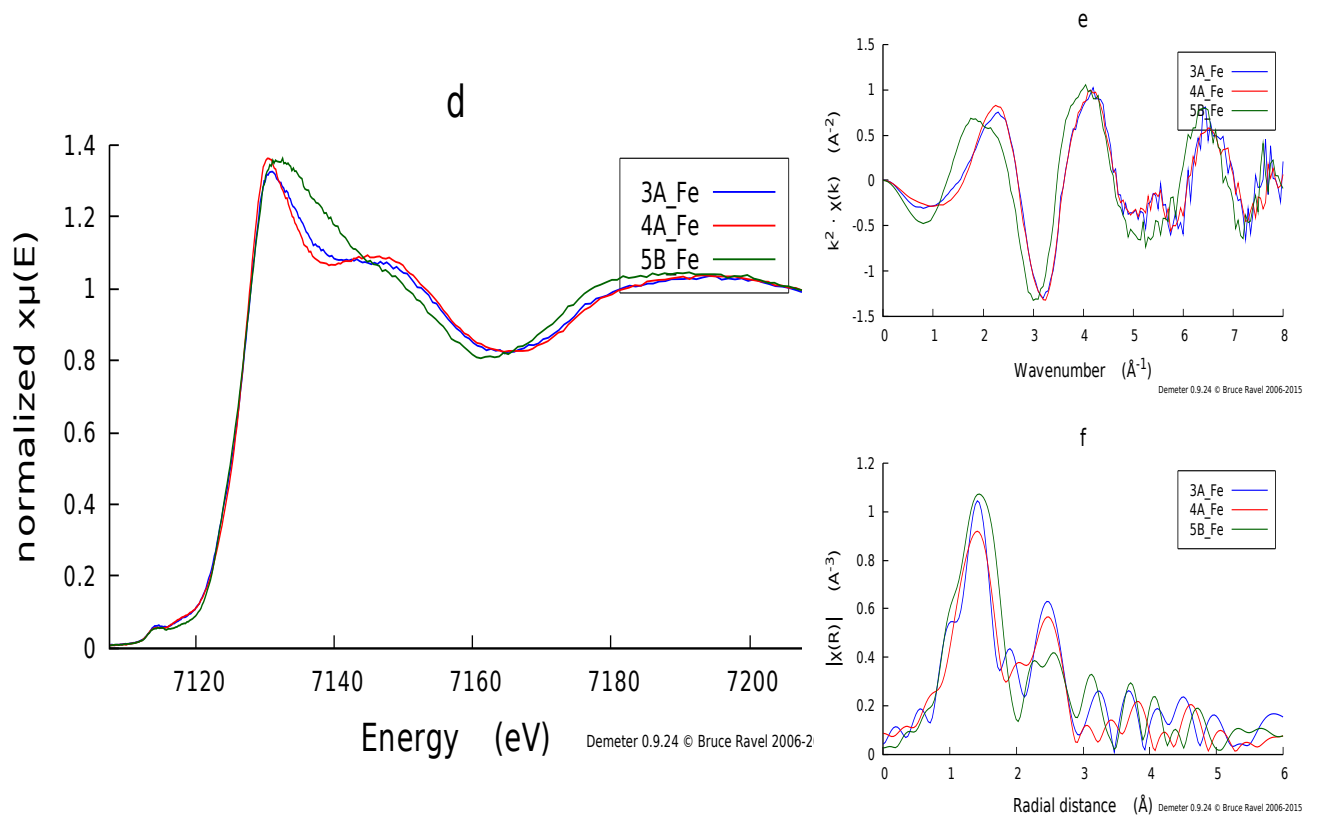 d
normalized xμ(E)
1.4
1.2
1
0.8
0.6
0.4
0.2
0
3A_Fe
4A_Fe
5B_Fe
7120 7140 7160 7180 7200
Energy (eV)
Demeter 0.9.24 © Bruce Ravel 2006-20
e
k² · χ(k) (Å⁻²)
1.5
1
0.5
0
-0.5
-1
-1.5
3A_Fe
4A_Fe
5B_Fe
0 1 2 3 4 5 6 7 8
Wavenumber (Å⁻¹)
Demeter 0.9.24 © Bruce Ravel 2006-2015
f
|χ(R)| (Å⁻³)
1.2
1
0.8
0.6
0.4
0.2
0
3A_Fe
4A_Fe
5B_Fe
0 1 2 3 4 5 6
Radial distance (Å)
Demeter 0.9.24 © Bruce Ravel 2006-2015